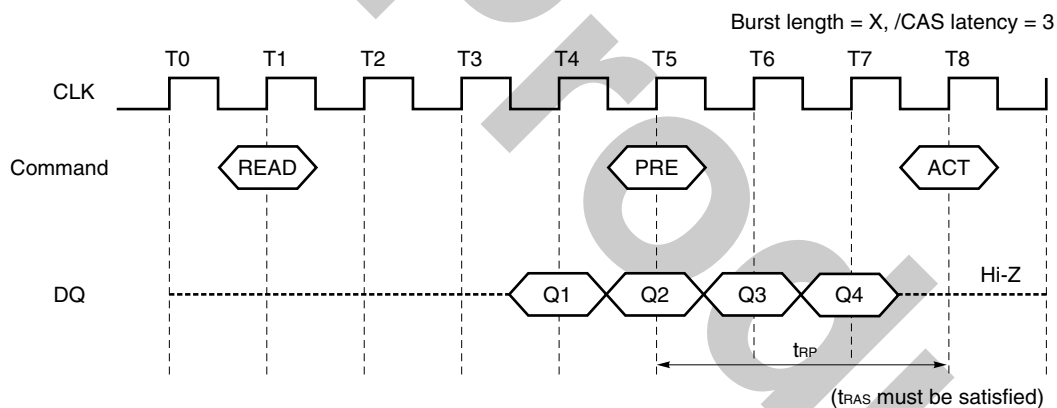 Burst length = X, /CAS latency = 3
T0 T1 T2 T3 T4 T5 T6 T7 T8
CLK
Command READ PRE ACT
Hi-Z
DQ Q1 Q2 Q3 Q4
tRP
(tRAS must be satisfied)